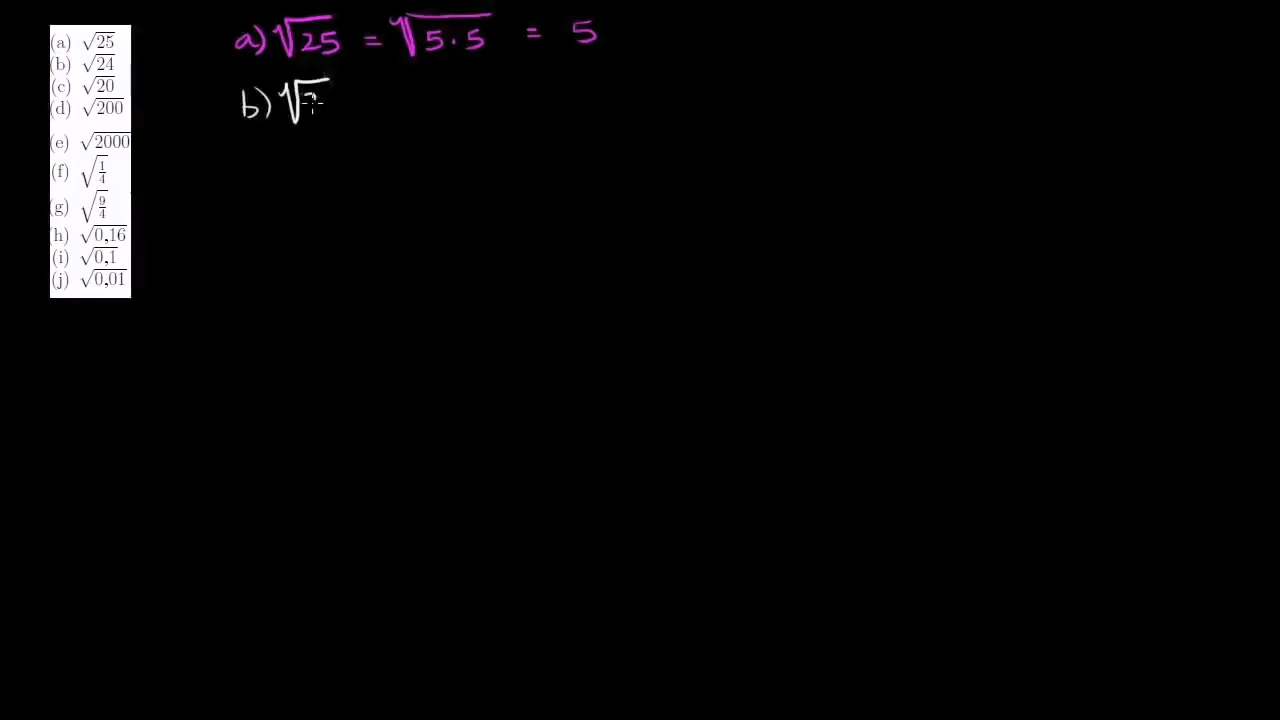 (a) √25
(b) √24
(c) √20
(d) √200
(e) √2000
(f) √(1/4)
(g) √(9/4)
(h) √0,16
(i) √0,1
(j) √0,01
a) √25 = √5·5 = 5
b) √